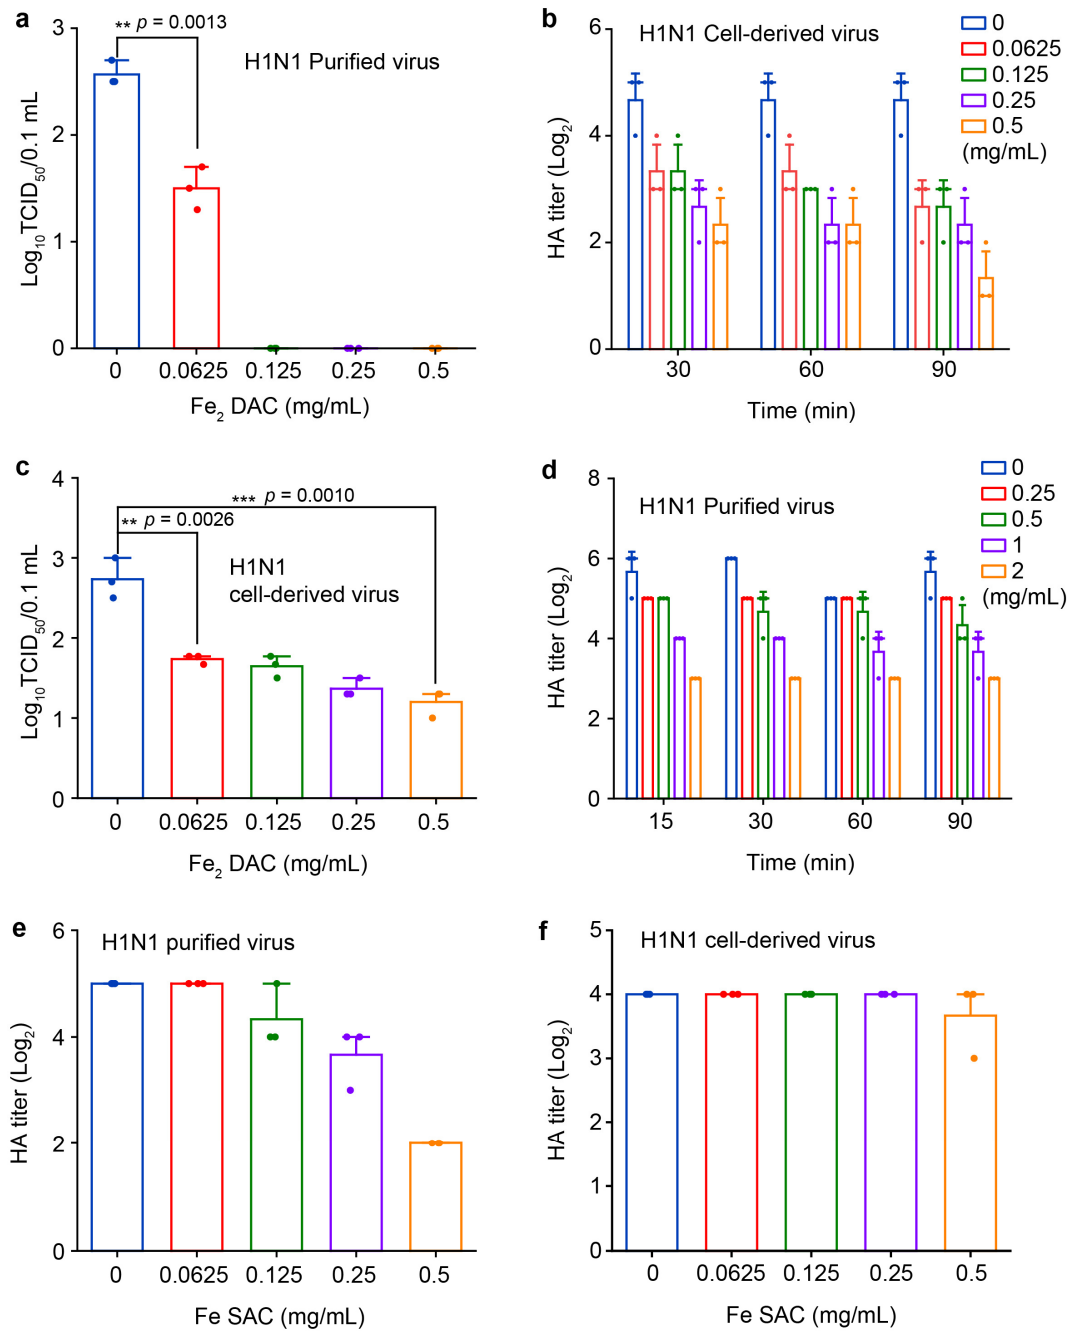 a
** p = 0.0013
H1N1 Purified virus
Log10TCID50/0.1 mL
3
2
1
0
0 0.0625 0.125 0.25 0.5
Fe2 DAC (mg/mL)
b
H1N1 Cell-derived virus
0
0.0625
0.125
0.25
0.5
(mg/mL)
HA titer (Log2)
6
4
2
0
30 60 90
Time (min)
c
*** p = 0.0010
** p = 0.0026
H1N1
cell-derived virus
Log10TCID50/0.1 mL
4
3
2
1
0
0 0.0625 0.125 0.25 0.5
Fe2 DAC (mg/mL)
d
H1N1 Purified virus
0
0.25
0.5
1
2
(mg/mL)
HA titer (Log2)
8
6
4
2
0
15 30 60 90
Time (min)
e
H1N1 purified virus
HA titer (Log2)
6
4
2
0
0 0.0625 0.125 0.25 0.5
Fe SAC (mg/mL)
f
H1N1 cell-derived virus
HA titer (Log2)
5
4
3
2
1
0
0 0.0625 0.125 0.25 0.5
Fe SAC (mg/mL)